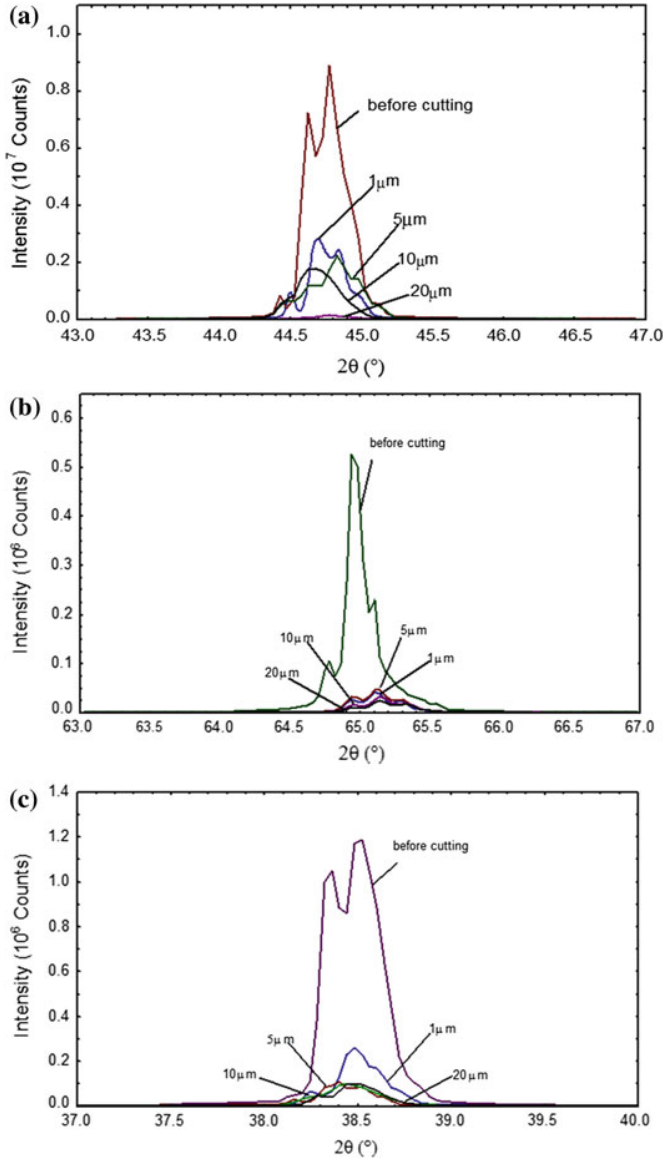 (a)
Intensity (10⁷ Counts)
1.0
0.8
0.6
0.4
0.2
0.0
before cutting
1μm
5μm
10μm
20μm
43.0 43.5 44.0 44.5 45.0 45.5 46.0 46.5 47.0
2θ (°)
(b)
Intensity (10⁶ Counts)
0.6
0.5
0.4
0.3
0.2
0.1
0.0
before cutting
10μm
5μm
20μm
1μm
63.0 63.5 64.0 64.5 65.0 65.5 66.0 66.5 67.0
2θ (°)
(c)
Intensity (10⁶ Counts)
1.4
1.2
1.0
0.8
0.6
0.4
0.2
0.0
before cutting
5μm
1μm
10μm
20μm
37.0 37.5 38.0 38.5 39.0 39.5 40.0
2θ (°)